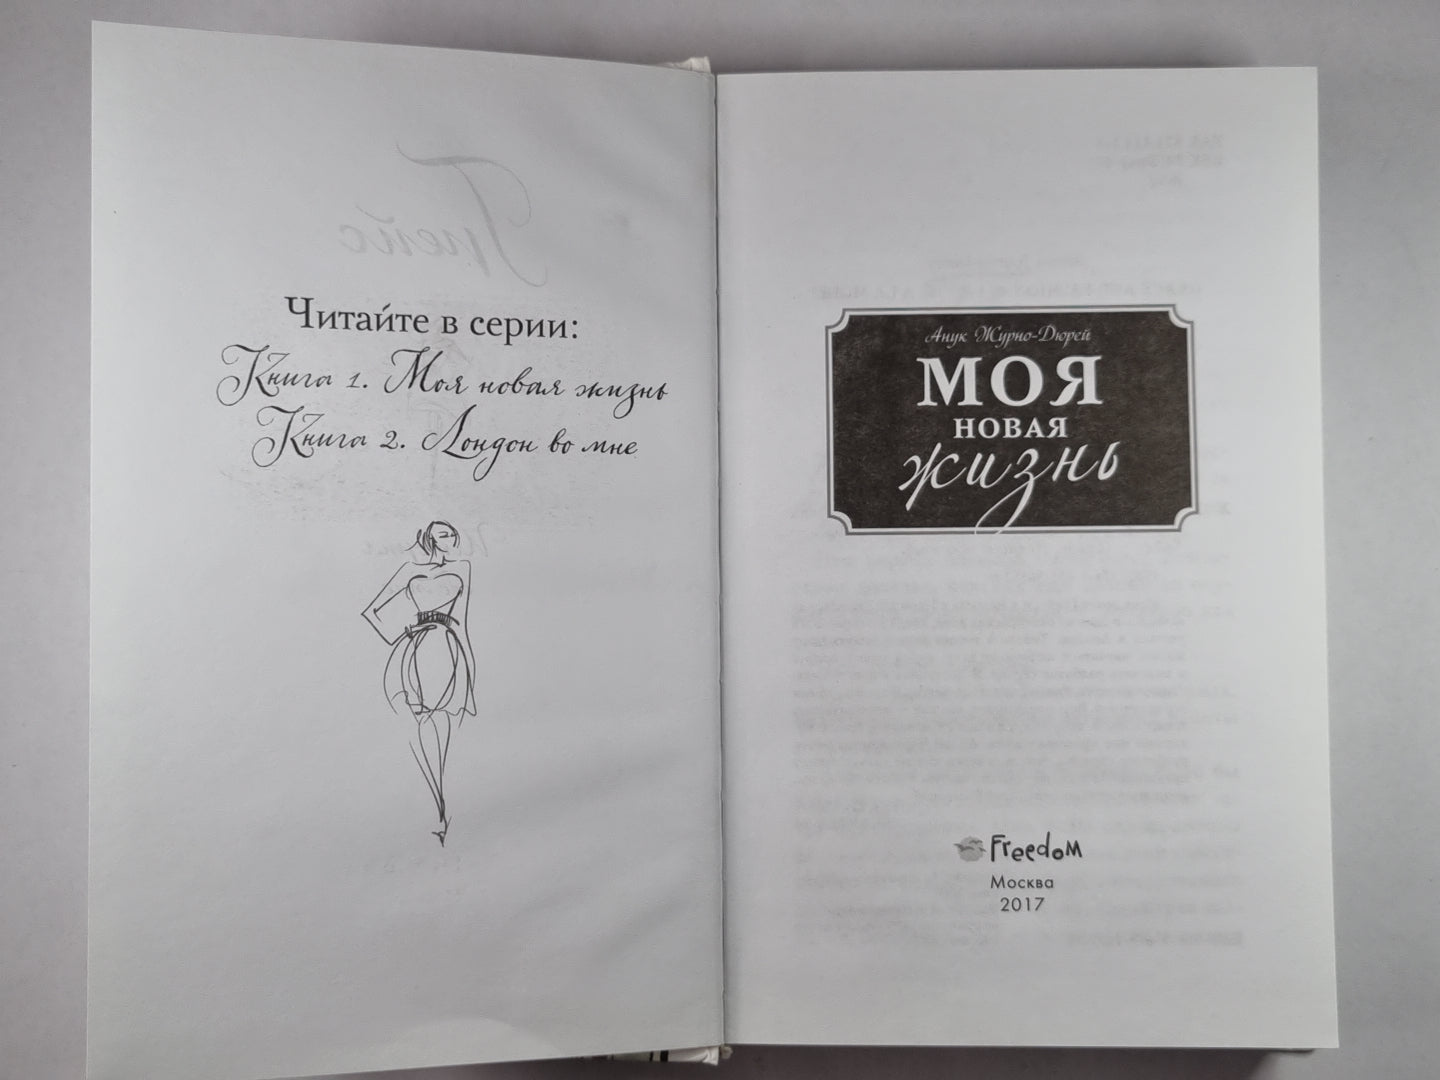 Читайте в серии:
Книга 1. Моя новая жизнь
Книга 2. Лондон во мне
Анук Журно-Дюрей
МОЯ
НОВАЯ
жизнь
Freedom
Москва
2017